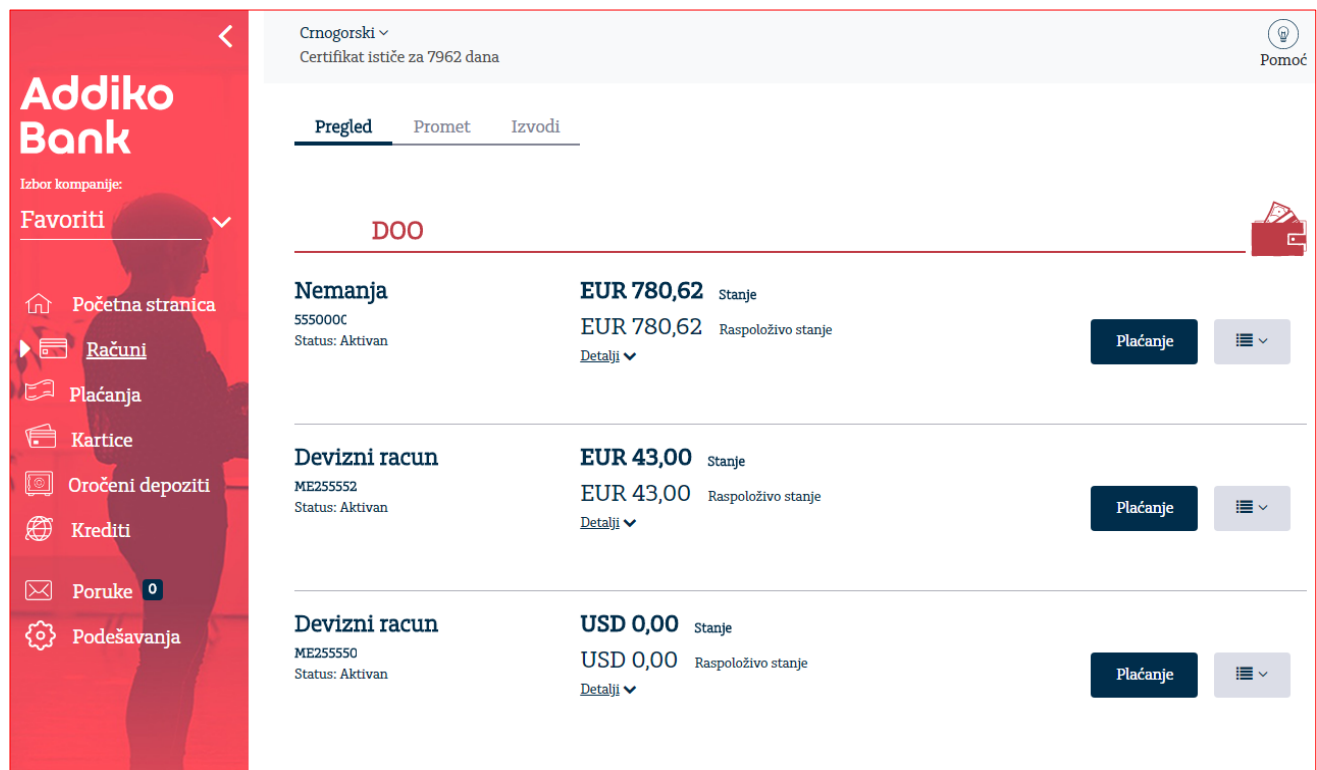 Addiko
Bank
Izbor kompanije:
Favoriti
Početna stranica
Računi
Plaćanja
Kartice
Oročeni depoziti
Krediti
Poruke 0
Podešavanja
Crnogorski
Certifikat ističe za 7962 dana
Pomoć
Pregled Promet Izvodi
DOO
Nemanja
555000C
Status: Aktivan
EUR 780,62 Stanje
EUR 780,62 Raspoloživo stanje
Detalji
Plaćanje
Devizni racun
ME255552
Status: Aktivan
EUR 43,00 Stanje
EUR 43,00 Raspoloživo stanje
Detalji
Plaćanje
Devizni racun
ME255550
Status: Aktivan
USD 0,00 Stanje
USD 0,00 Raspoloživo stanje
Detalji
Plaćanje